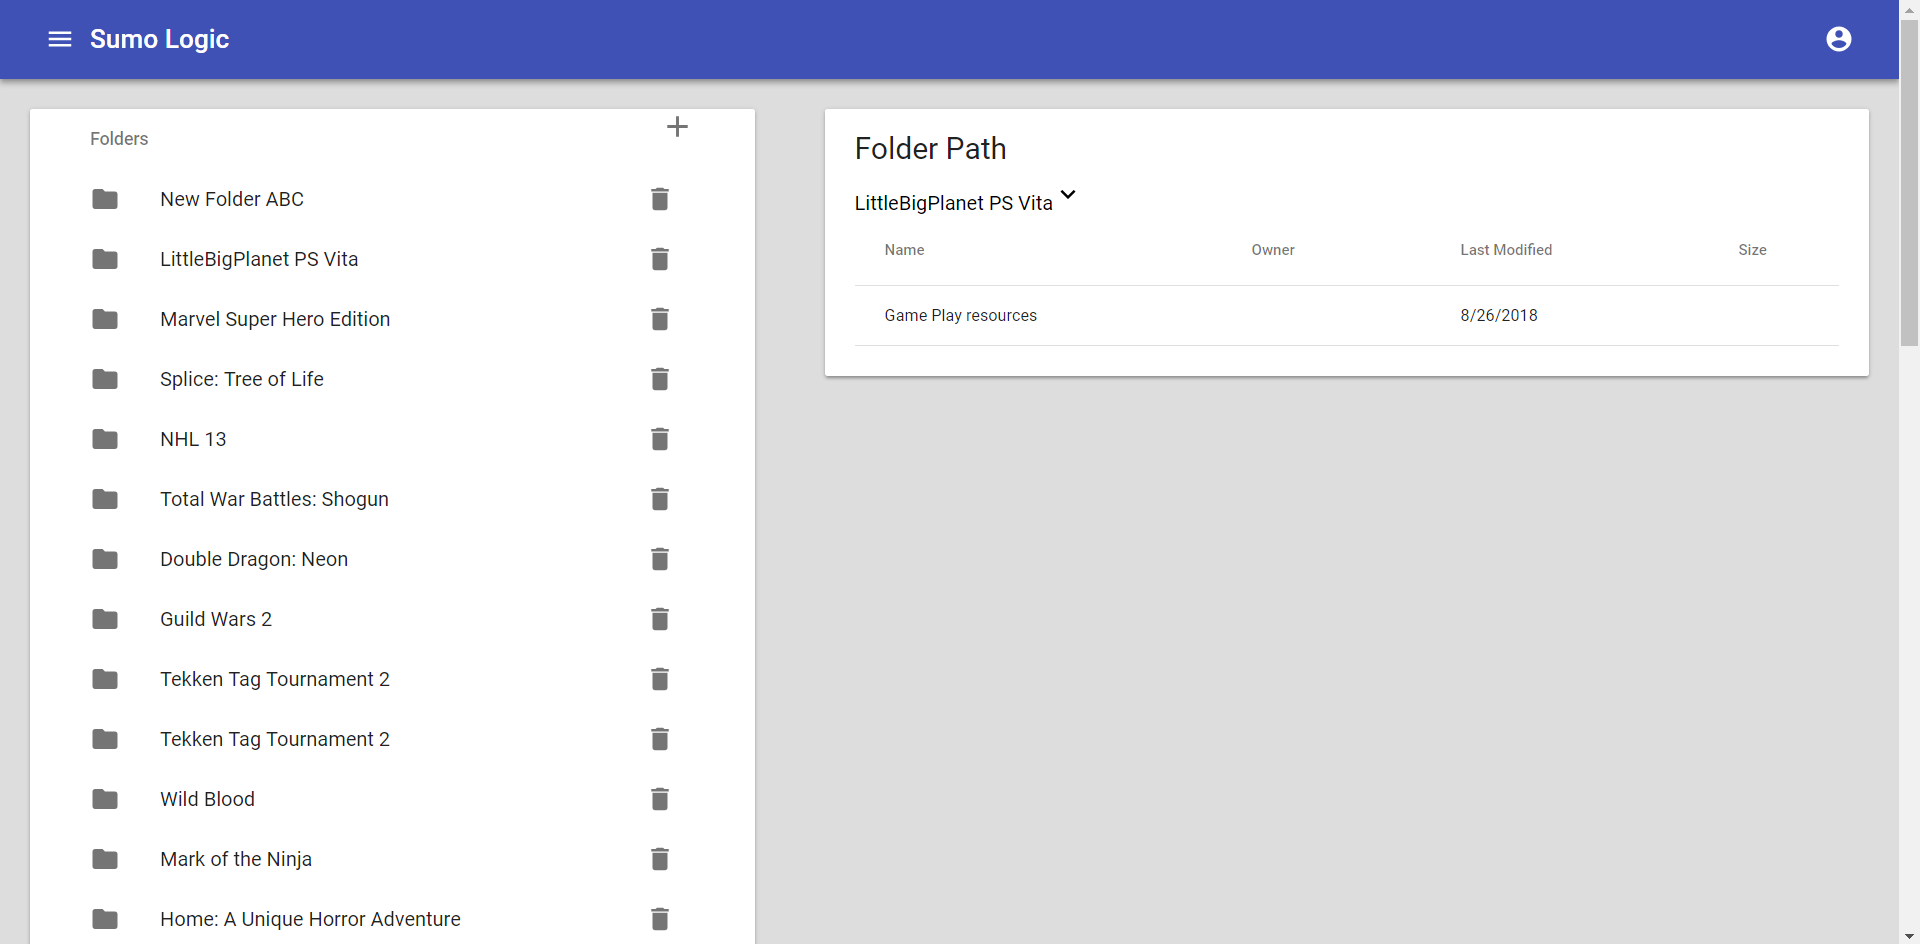 Sumo Logic
Folders
New Folder ABC
LittleBigPlanet PS Vita
Marvel Super Hero Edition
Splice: Tree of Life
NHL 13
Total War Battles: Shogun
Double Dragon: Neon
Guild Wars 2
Tekken Tag Tournament 2
Tekken Tag Tournament 2
Wild Blood
Mark of the Ninja
Home: A Unique Horror Adventure
Folder Path
LittleBigPlanet PS Vita
Name Owner Last Modified Size
Game Play resources 8/26/2018